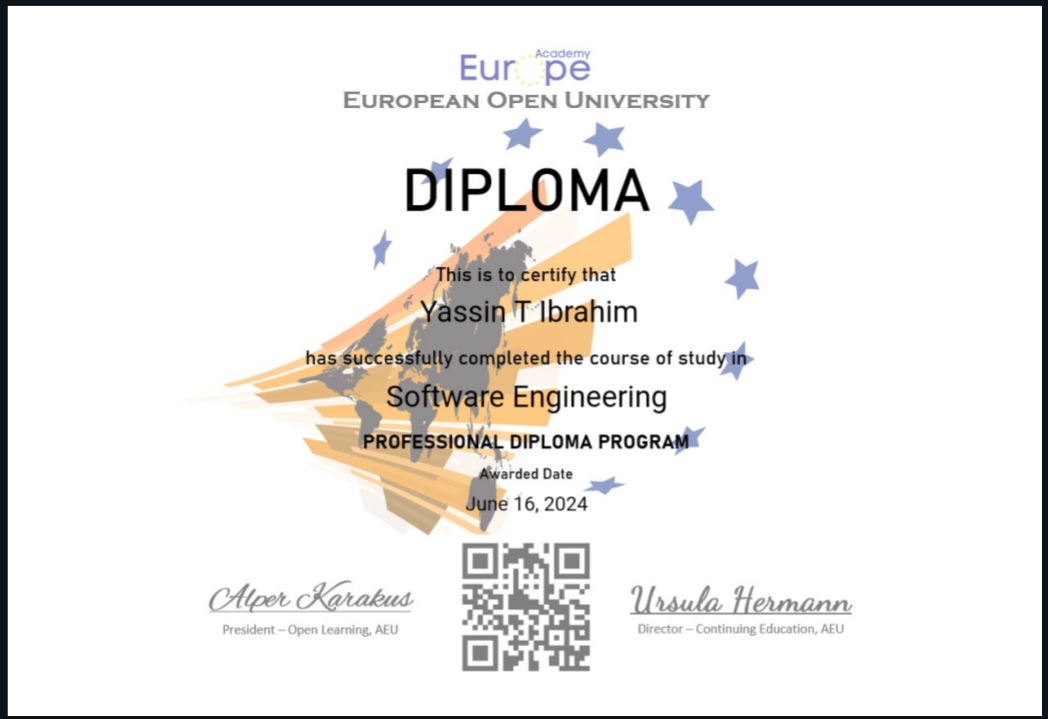 Academy
Europe
EUROPEAN OPEN UNIVERSITY
DIPLOMA
This is to certify that
Yassin T Ibrahim
has successfully completed the course of study in
Software Engineering
PROFESSIONAL DIPLOMA PROGRAM
Awarded Date
June 16, 2024
Alper Karakus
President – Open Learning, AEU
Ursula Hermann
Director – Continuing Education, AEU